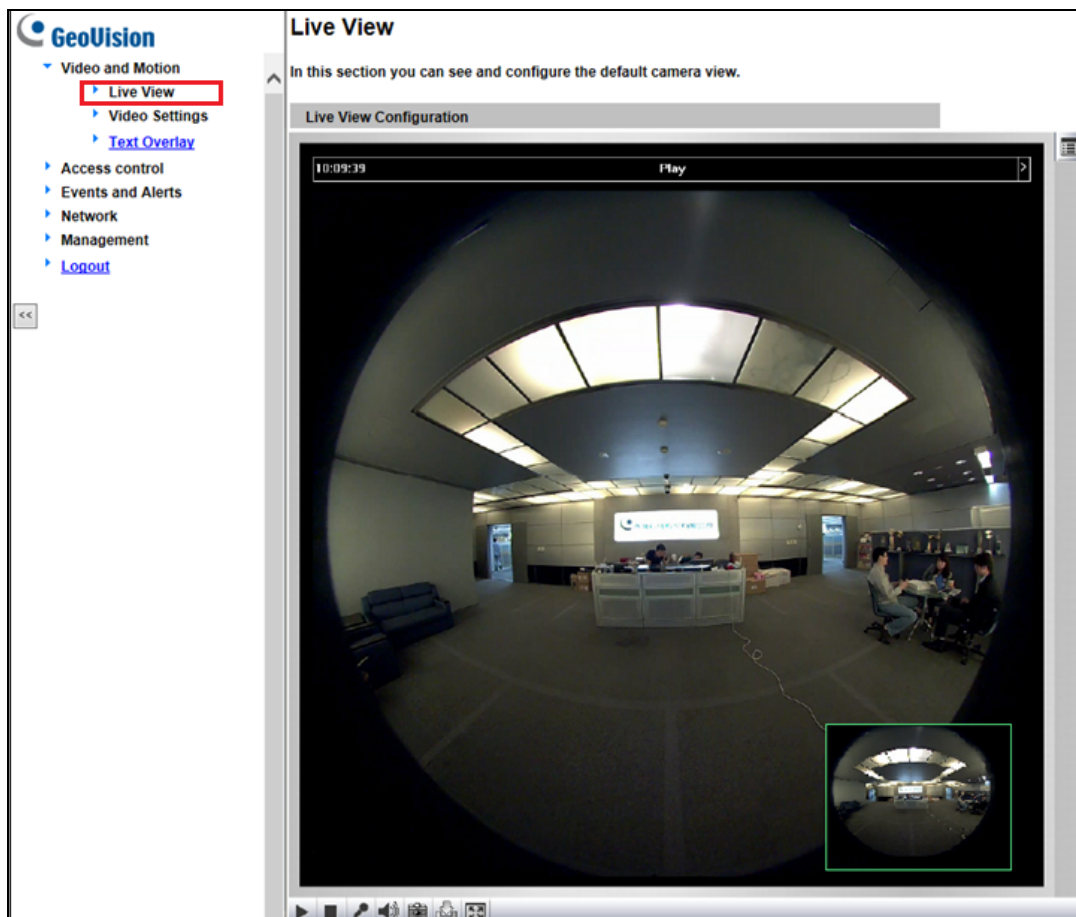 GeoVision
Video and Motion
Live View
Video Settings
Text Overlay
Access control
Events and Alerts
Network
Management
Logout
<<
Live View
In this section you can see and configure the default camera view.
Live View Configuration
10:09:39 Play >